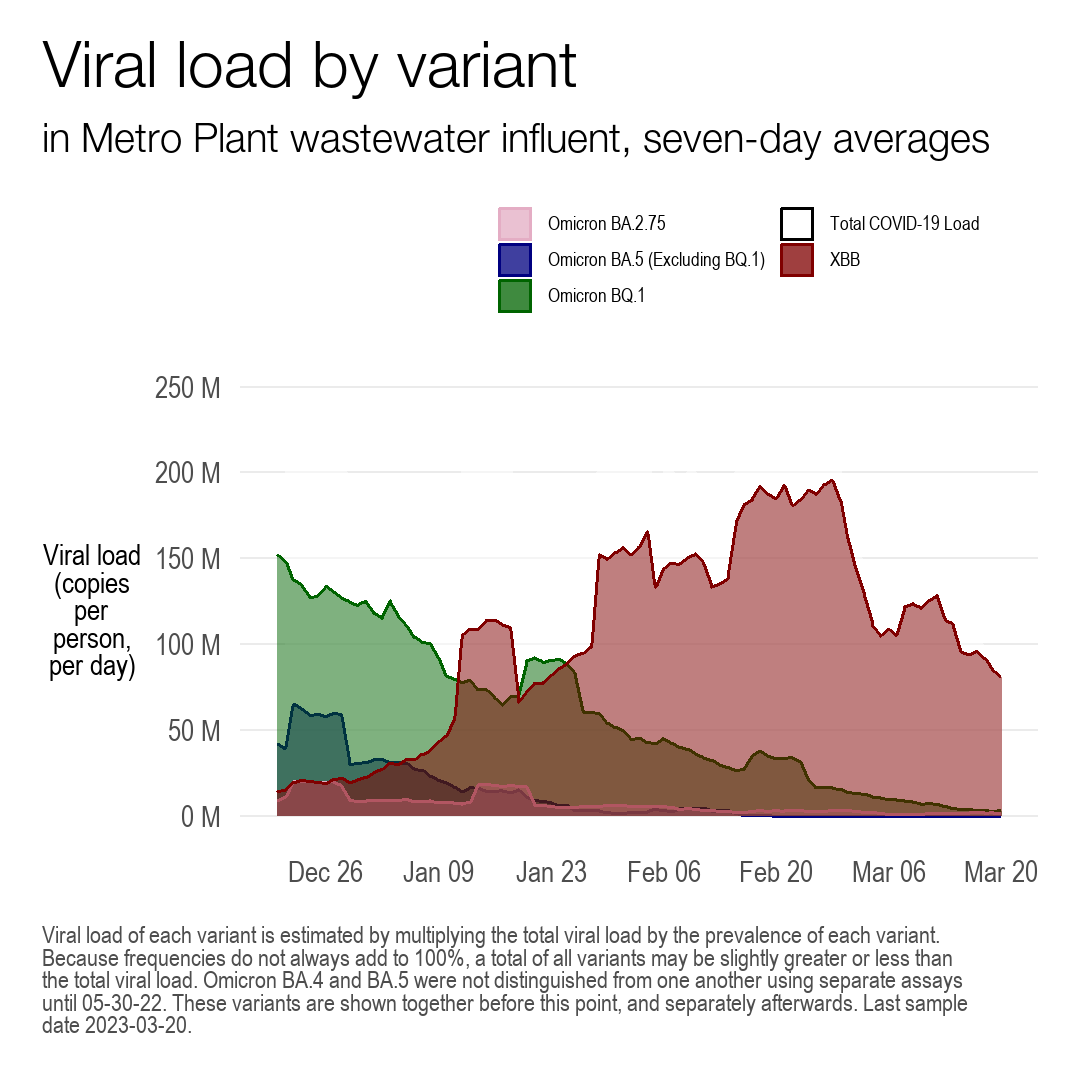 Viral load by variant
in Metro Plant wastewater influent, seven-day averages
Omicron BA.2.75
Omicron BA.5 (Excluding BQ.1)
Omicron BQ.1
Total COVID-19 Load
XBB
250 M
200 M
150 M
100 M
50 M
0 M
Viral load
(copies
per
person,
per day)
Dec 26
Jan 09
Jan 23
Feb 06
Feb 20
Mar 06
Mar 20
Viral load of each variant is estimated by multiplying the total viral load by the prevalence of each variant.
Because frequencies do not always add to 100%, a total of all variants may be slightly greater or less than
the total viral load. Omicron BA.4 and BA.5 were not distinguished from one another using separate assays
until 05-30-22. These variants are shown together before this point, and separately afterwards. Last sample
date 2023-03-20.